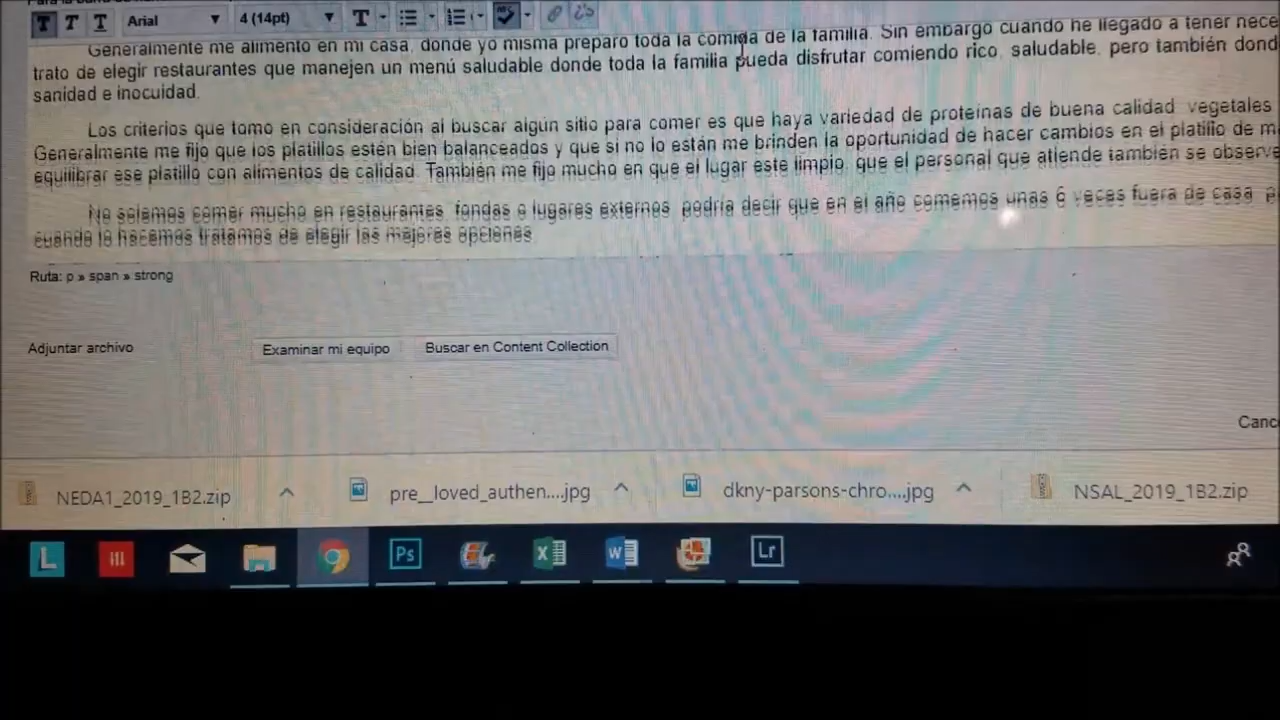 Arial 4 (14pt)
Generalmente me alimento en mi casa, donde yo misma preparo toda la comida de la familia. Sin embargo cuando he llegado a tener nece
trato de elegir restaurantes que manejen un menú saludable donde toda la familia pueda disfrutar comiendo rico, saludable, pero también dond
sanidad e inocuidad.
Los criterios que tomo en consideración al buscar algún sitio para comer es que haya variedad de proteínas de buena calidad, vegetales
Generalmente me fijo que los platillos estén bien balanceados y que si no lo están me brinden la oportunidad de hacer cambios en el platillo de m
equilibrar ese platillo con alimentos de calidad. También me fijo mucho en que el lugar este limpio, que el personal que atiende también se observe
No solemos comer mucho en restaurantes, fondas o lugares externos, podría decir que en el año comemos unas 6 veces fuera de casa, p
cuando lo hacemos tratamos de elegir las mejores opciones
Ruta: p » span » strong
Adjuntar archivo Examinar mi equipo Buscar en Content Collection
Canc
NEDA1_2019_1B2.zip pre__loved_authen....jpg dkny-parsons-chro....jpg NSAL_2019_1B2.zip
L Ps X W Lr